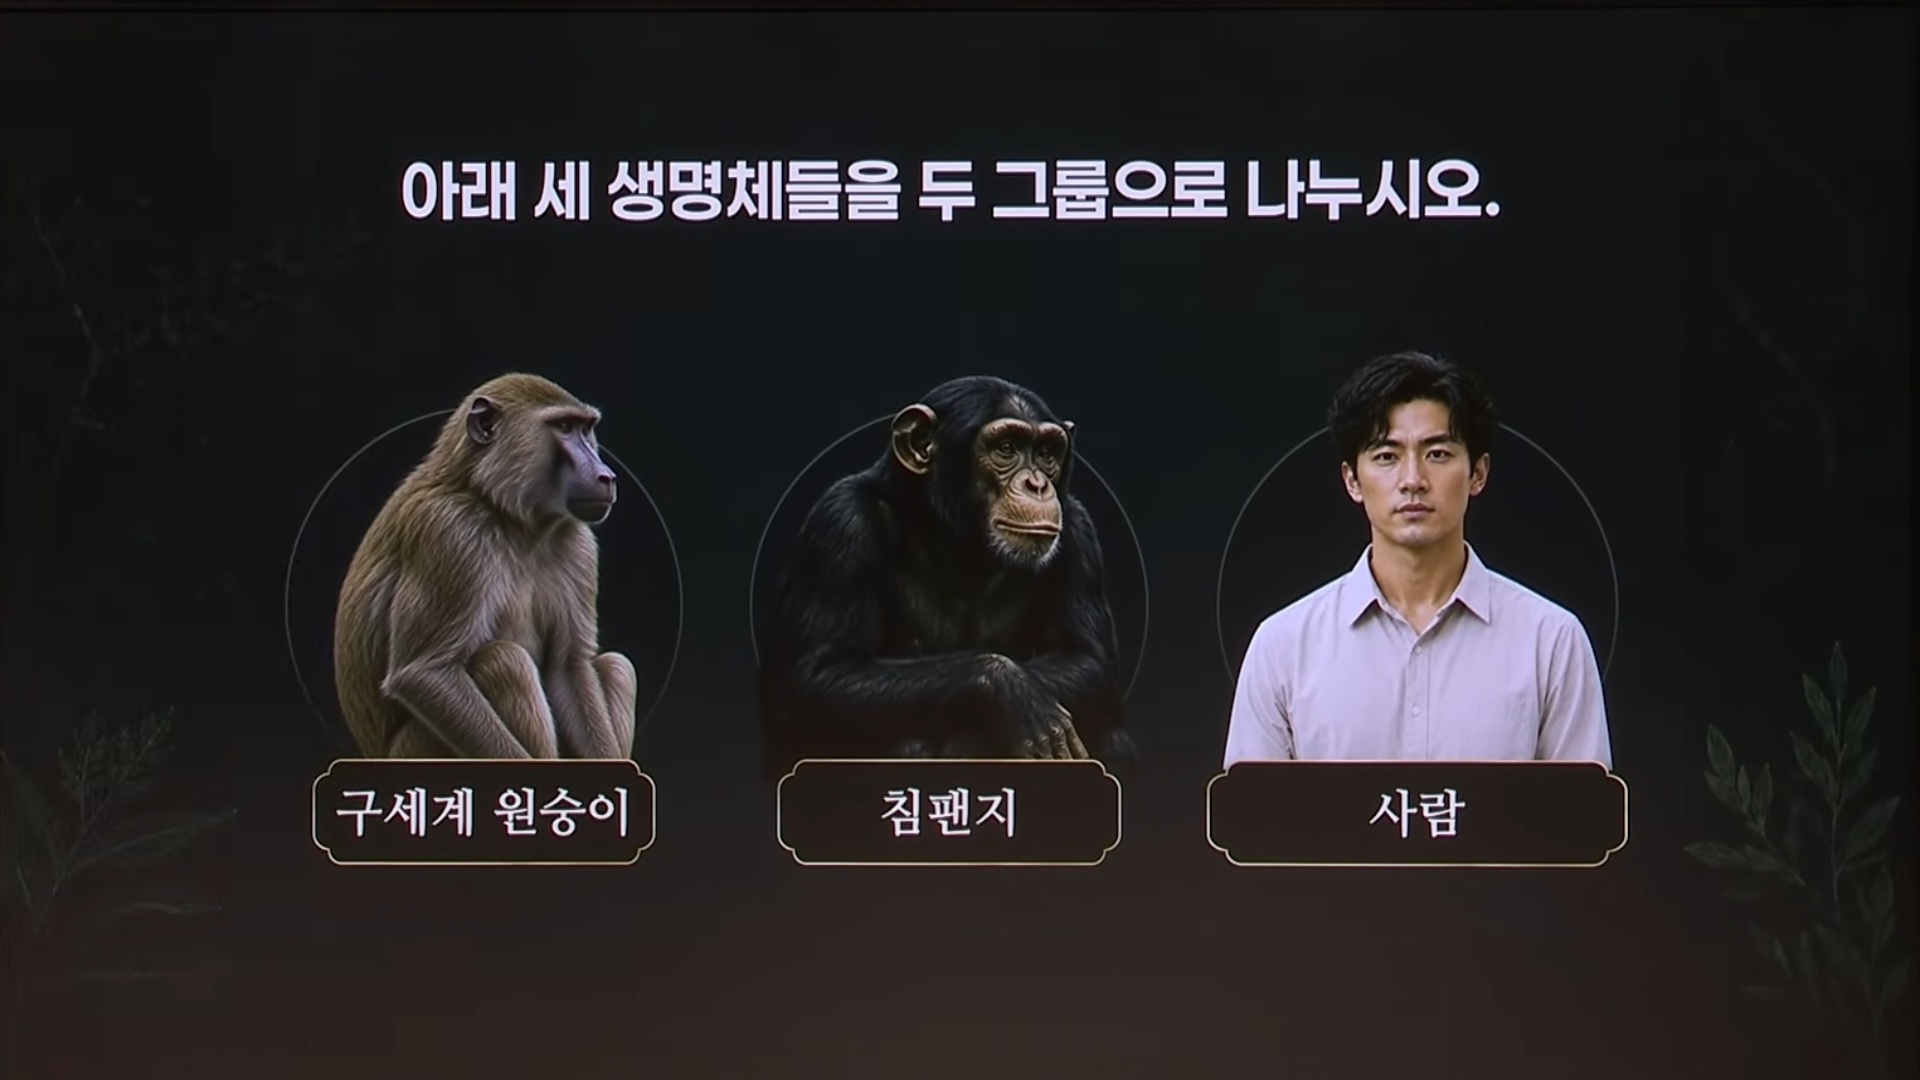 아래 세 생명체들을 두 그룹으로 나누시오.
구세계 원숭이
침팬지
사람